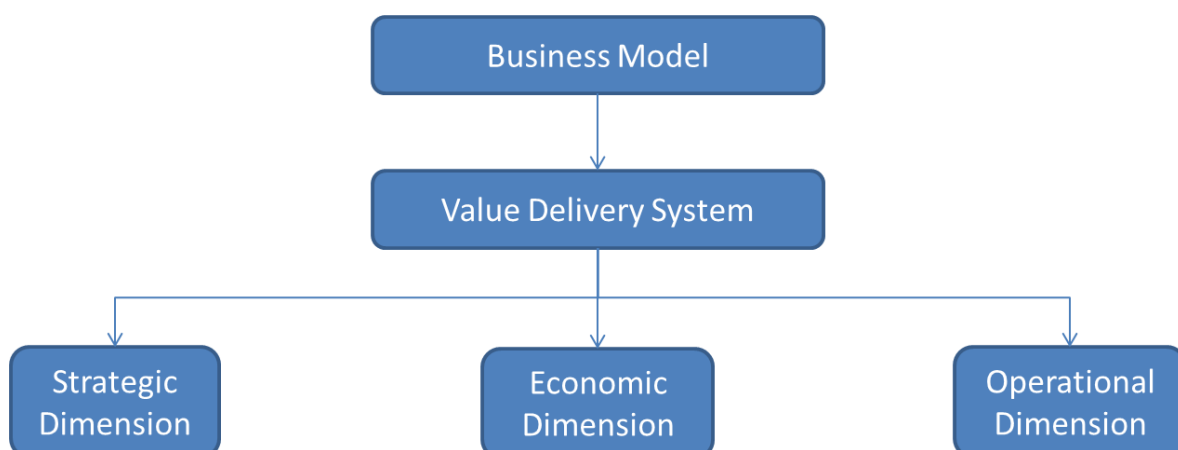 Business Model
Value Delivery System
Strategic
Dimension
Economic
Dimension
Operational
Dimension